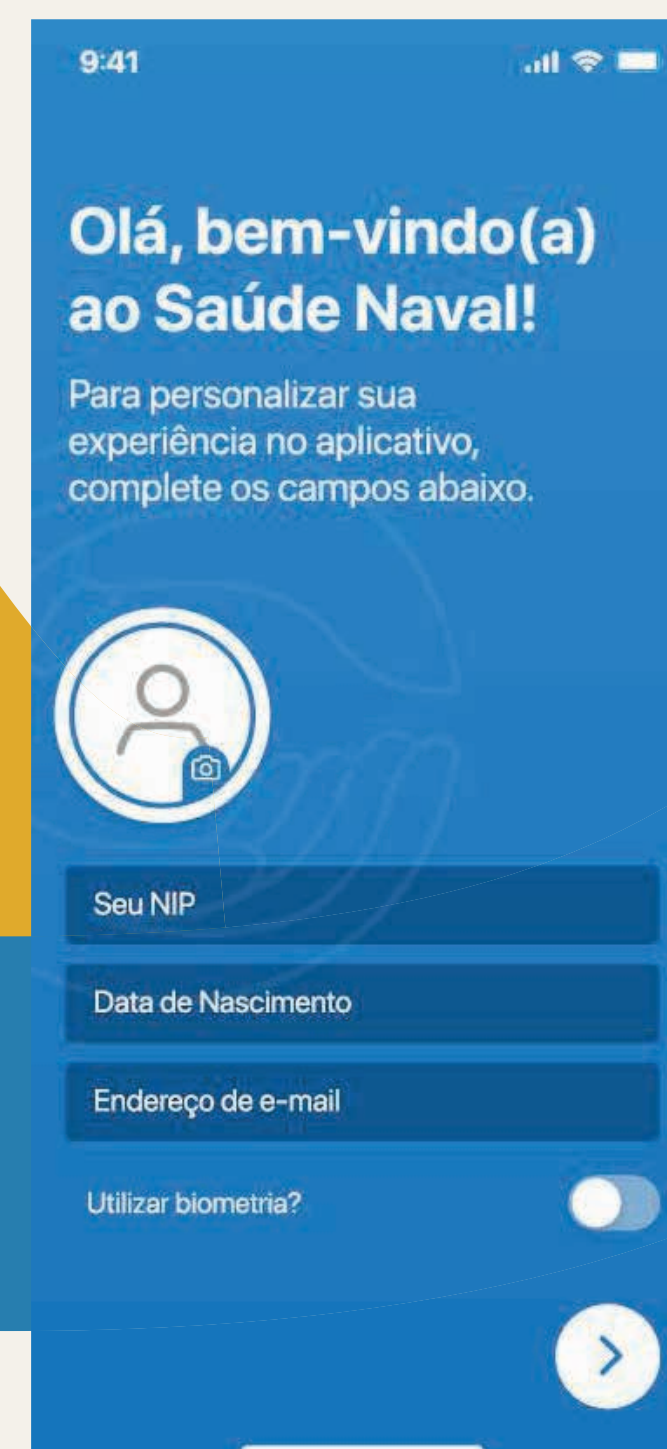 9:41
Olá, bem-vindo(a)
ao Saúde Naval!
Para personalizar sua
experiência no aplicativo,
complete os campos abaixo.
Seu NIP
Data de Nascimento
Endereço de e-mail
Utilizar biometria?